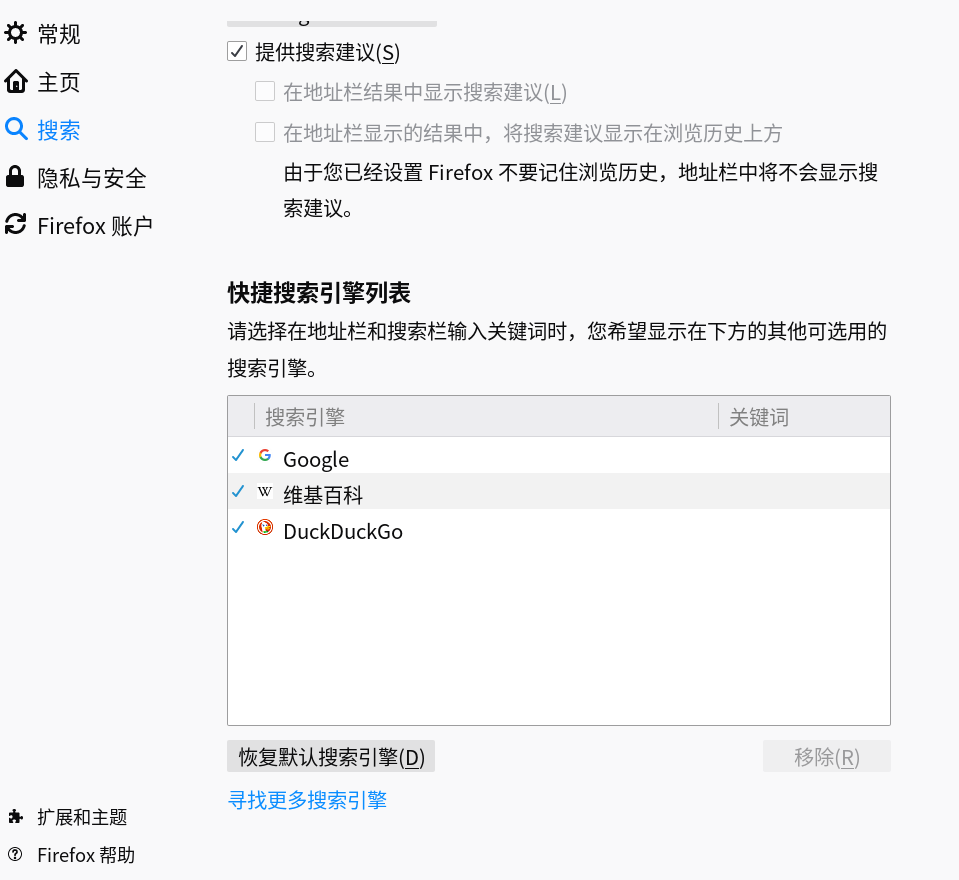 常规
主页
搜索
隐私与安全
Firefox 账户
提供搜索建议(S)
在地址栏结果中显示搜索建议(L)
在地址栏显示的结果中，将搜索建议显示在浏览历史上方
由于您已经设置 Firefox 不要记住浏览历史，地址栏中将不会显示搜
索建议。
快捷搜索引擎列表
请选择在地址栏和搜索栏输入关键词时，您希望显示在下方的其他可选用的
搜索引擎。
搜索引擎 关键词
Google
W 维基百科
DuckDuckGo
恢复默认搜索引擎(D) 移除(R)
寻找更多搜索引擎
扩展和主题
Firefox 帮助